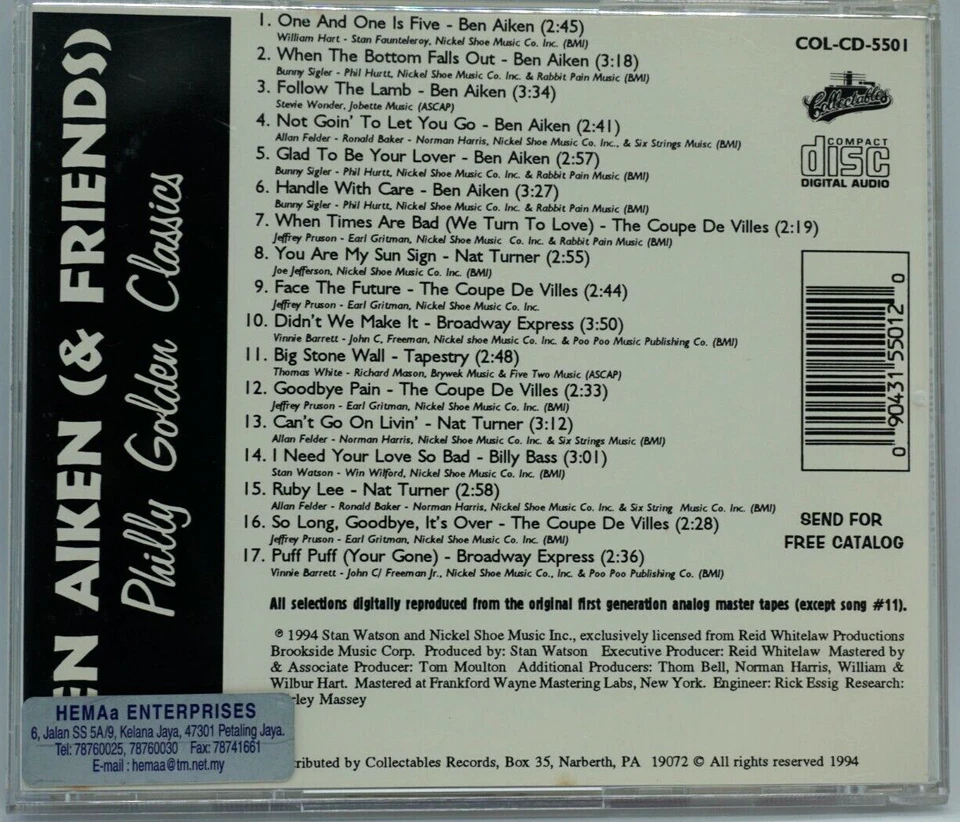 EN AIKEN (& FRIENDS)
Philly Golden Classics
1. One And One Is Five - Ben Aiken (2:45)
William Hart - Stan Faunteleroy, Nickel Shoe Music Co. Inc. (BMI)
2. When The Bottom Falls Out - Ben Aiken (3:18)
Bunny Sigler - Phil Hurtt, Nickel Shoe Music Co. Inc. & Rabbit Pain Music (BMI)
3. Follow The Lamb - Ben Aiken (3:34)
Stevie Wonder, Jobette Music (ASCAP)
4. Not Goin' To Let You Go - Ben Aiken (2:41)
Allan Felder - Ronald Baker - Norman Harris, Nickel Shoe Music Co. Inc., & Six Strings Muisc (BMI)
5. Glad To Be Your Lover - Ben Aiken (2:57)
Bunny Sigler - Phil Hurtt, Nickel Shoe Music Co. Inc. & Rabbit Pain Music (BMI)
6. Handle With Care - Ben Aiken (3:27)
Bunny Sigler - Phil Hurtt, Nickel Shoe Music Co. Inc. & Rabbit Pain Music (BMI)
7. When Times Are Bad (We Turn To Love) - The Coupe De Villes (2:19)
Jeffrey Pruson - Earl Gritman, Nickel Shoe Music Co. Inc. & Rabbit Pain Music (BMI)
8. You Are My Sun Sign - Nat Turner (2:55)
Joe Jefferson, Nickel Shoe Music Co. Inc. (BMI)
9. Face The Future - The Coupe De Villes (2:44)
Jeffrey Pruson - Earl Gritman, Nickel Shoe Music Co. Inc.
10. Didn't We Make It - Broadway Express (3:50)
Vinnie Barrett - John C, Freeman, Nickel shoe Music Co. Inc. & Poo Poo Music Publishing Co. (BMI)
11. Big Stone Wall - Tapestry (2:48)
Thomas White - Richard Mason, Brywek Music & Five Two Music (ASCAP)
12. Goodbye Pain - The Coupe De Villes (2:33)
Jeffrey Pruson - Earl Gritman, Nickel Shoe Music Co. Inc. (BMI)
13. Can't Go On Livin' - Nat Turner (3:12)
Allan Felder - Norman Harris, Nickel Shoe Music Co. Inc. & Six Strings Music (BMI)
14. I Need Your Love So Bad - Billy Bass (3:01)
Stan Watson - Win Wilford, Nickel Shoe Music Co. Inc. (BMI)
15. Ruby Lee - Nat Turner (2:58)
Allan Felder - Ronald Baker - Norman Harris, Nickel Shoe Music Co. Inc. & Six String Music Co. Inc. (BMI)
16. So Long, Goodbye, It's Over - The Coupe De Villes (2:28)
Jeffrey Pruson - Earl Gritman, Nickel Shoe Music Co. Inc. (BMI)
17. Puff Puff (Your Gone) - Broadway Express (2:36)
Vinnie Barrett - John C/ Freeman Jr., Nickel Shoe Music Co., Inc. & Poo Poo Publishing Co. (BMI)
COL-CD-5501
Collectables
COMPACT
disc
DIGITAL AUDIO
0 90431 55012 0
SEND FOR
FREE CATALOG
All selections digitally reproduced from the original first generation analog master tapes (except song #11).
℗ 1994 Stan Watson and Nickel Shoe Music Inc., exclusively licensed from Reid Whitelaw Productions
Brookside Music Corp. Produced by: Stan Watson Executive Producer: Reid Whitelaw Mastered by
& Associate Producer: Tom Moulton Additional Producers: Thom Bell, Norman Harris, William &
Wilbur Hart. Mastered at Frankford Wayne Mastering Labs, New York. Engineer: Rick Essig Research:
rley Massey
tributed by Collectables Records, Box 35, Narberth, PA 19072 © All rights reserved 1994
HEMAa ENTERPRISES
6, Jalan SS 5A/9, Kelana Jaya, 47301 Petaling Jaya.
Tel: 78760025, 78760030 Fax: 78741661
E-mail : hemaa@tm.net.my